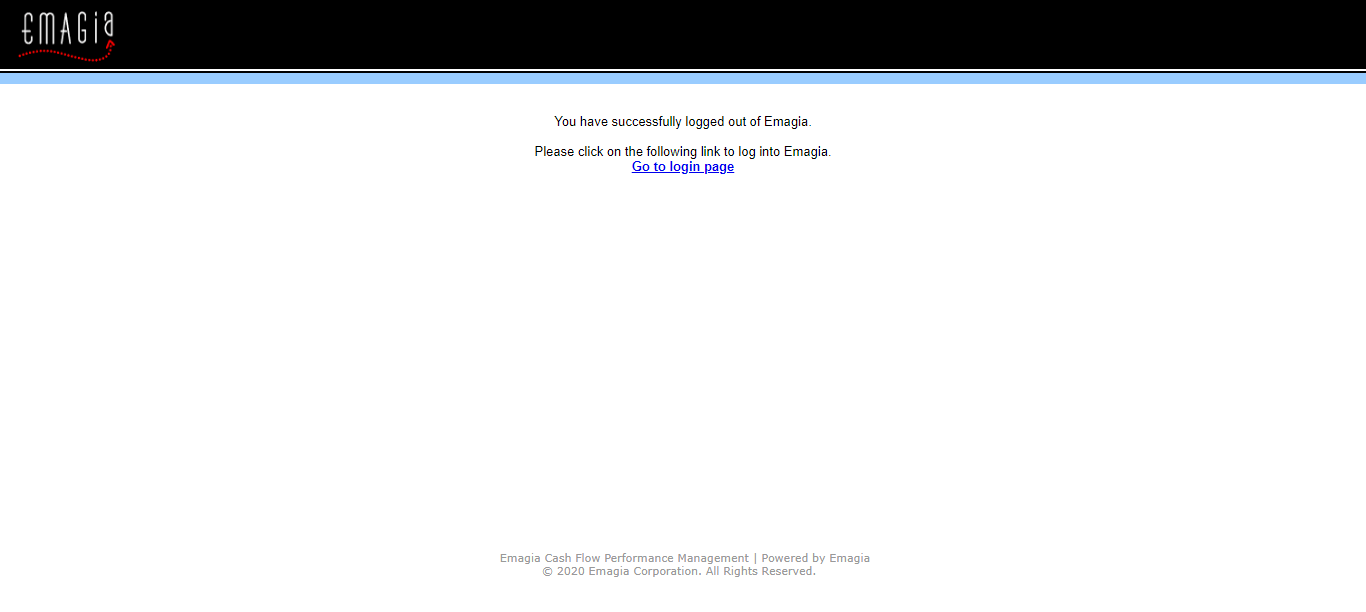 EMAGIA
You have successfully logged out of Emagia.
Please click on the following link to log into Emagia.
Go to login page
Emagia Cash Flow Performance Management | Powered by Emagia
© 2020 Emagia Corporation. All Rights Reserved.